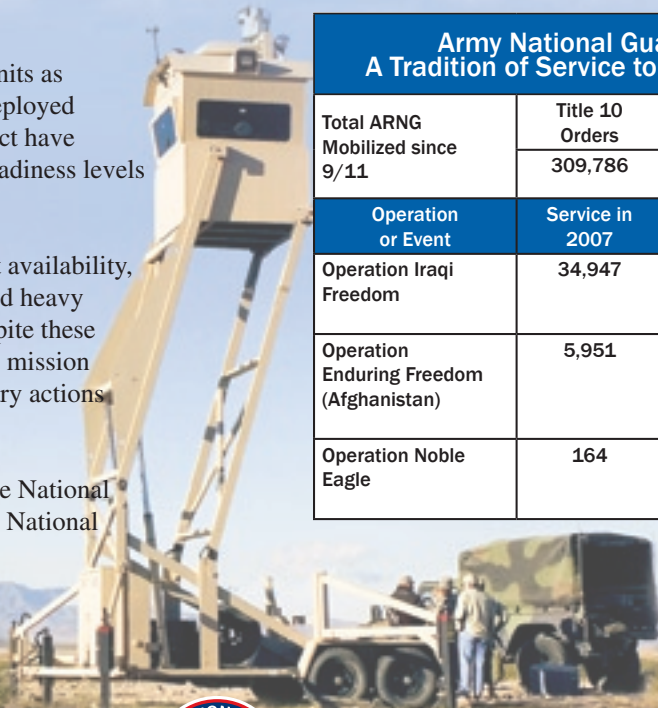 nits as
eployed
ct have
adiness levels
availability,
d heavy
pite these
mission
ry actions
e National
National
Army National Gua
A Tradition of Service to
Total ARNG
Mobilized since
9/11
Title 10
Orders
309,786
Operation
or Event
Service in
2007
Operation Iraqi
Freedom
34,947
Operation
Enduring Freedom
(Afghanistan)
5,951
Operation Noble
Eagle
164